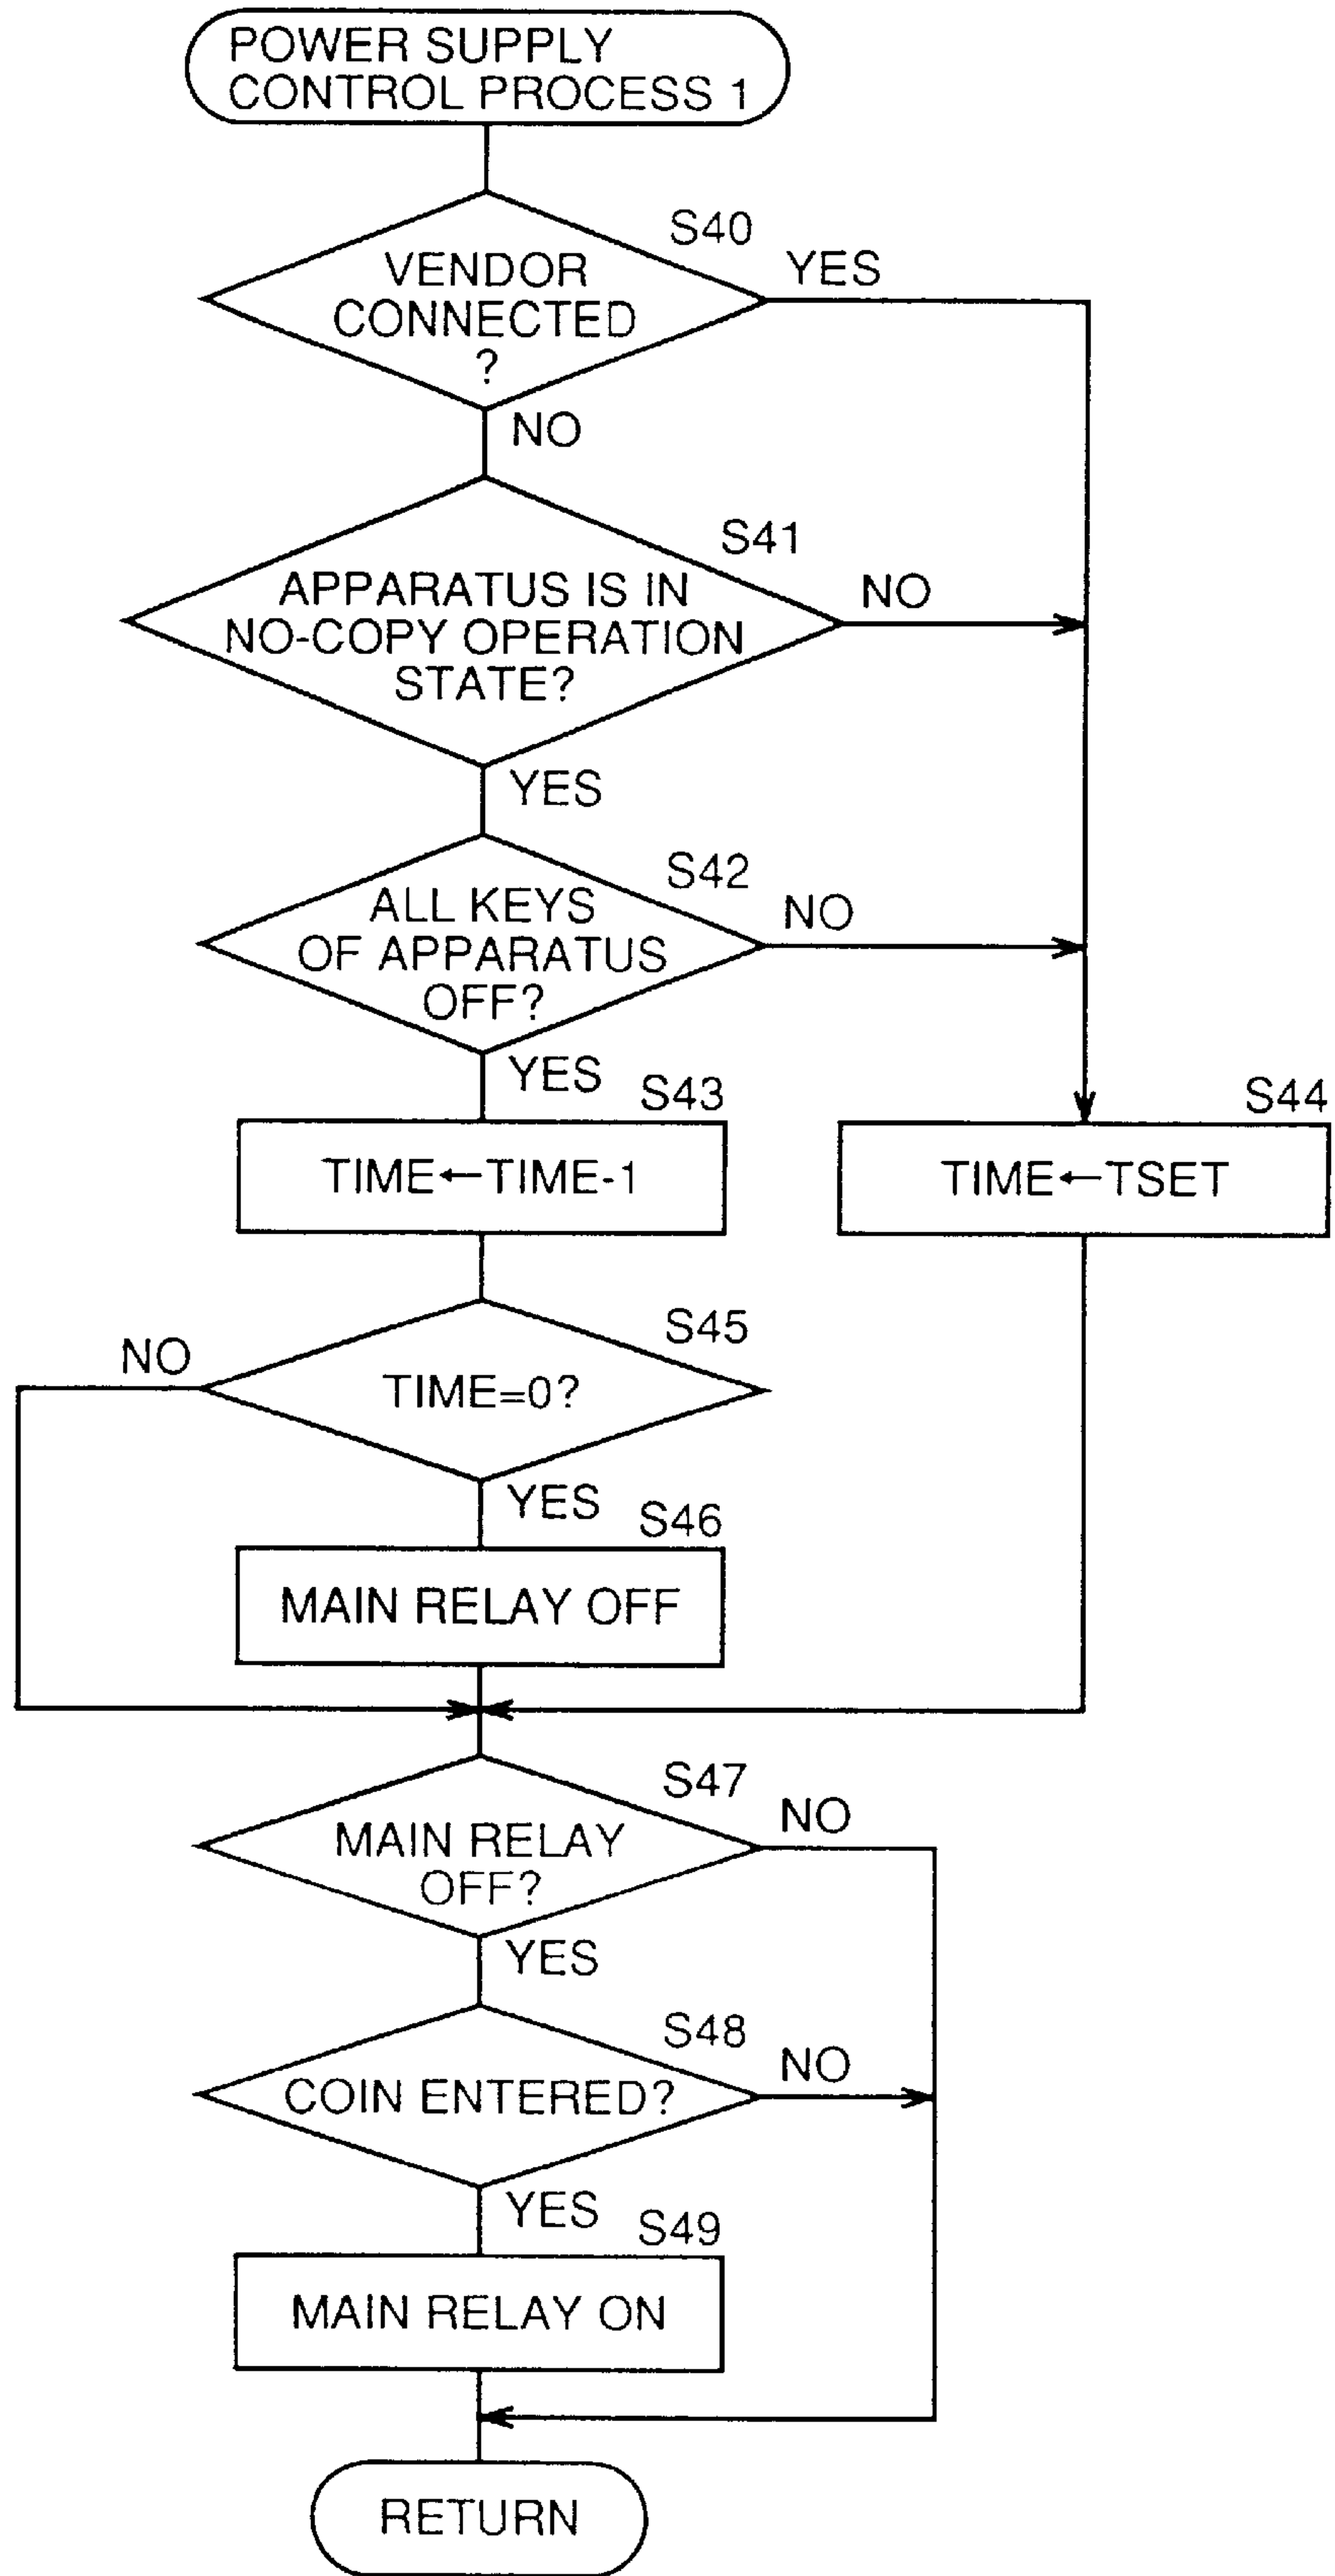 POWER SUPPLY
CONTROL PROCESS 1
S40
VENDOR
CONNECTED
?
YES
NO
S41
APPARATUS IS IN
NO-COPY OPERATION
STATE?
NO
YES
S42
ALL KEYS
OF APPARATUS
OFF?
NO
YES
S43
TIME←TIME-1
S44
TIME←TSET
S45
TIME=0?
NO
YES
S46
MAIN RELAY OFF
S47
MAIN RELAY
OFF?
NO
YES
S48
COIN ENTERED?
NO
YES
S49
MAIN RELAY ON
RETURN